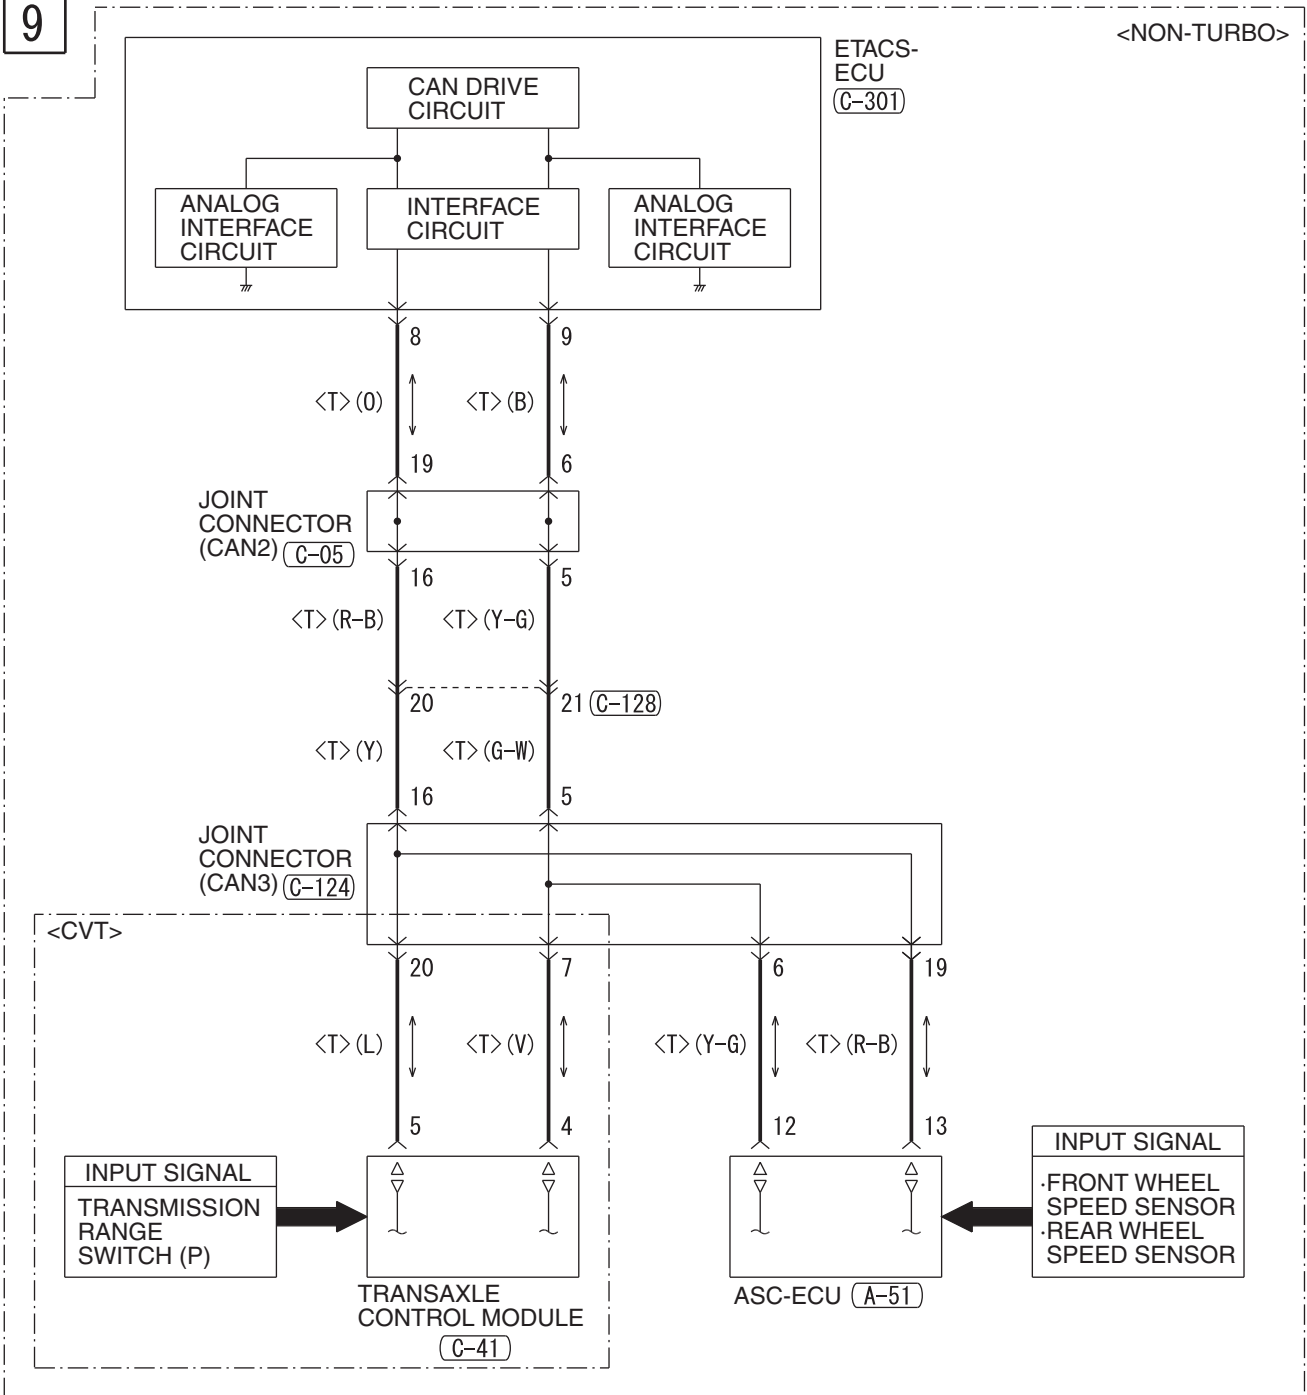 9
<NON-TURBO>
ETACS-
ECU
C-301
CAN DRIVE
CIRCUIT
ANALOG
INTERFACE
CIRCUIT
INTERFACE
CIRCUIT
ANALOG
INTERFACE
CIRCUIT
8
9
<T>(O)
<T>(B)
19
6
JOINT
CONNECTOR
(CAN2) C-05
16
5
<T>(R-B)
<T>(Y-G)
20
21 C-128
<T>(Y)
<T>(G-W)
16
5
JOINT
CONNECTOR
(CAN3) C-124
<CVT>
20
7
6
19
<T>(L)
<T>(V)
<T>(Y-G)
<T>(R-B)
5
4
12
13
INPUT SIGNAL
TRANSMISSION
RANGE
SWITCH (P)
INPUT SIGNAL
·FRONT WHEEL
SPEED SENSOR
·REAR WHEEL
SPEED SENSOR
TRANSAXLE
CONTROL MODULE
C-41
ASC-ECU A-51